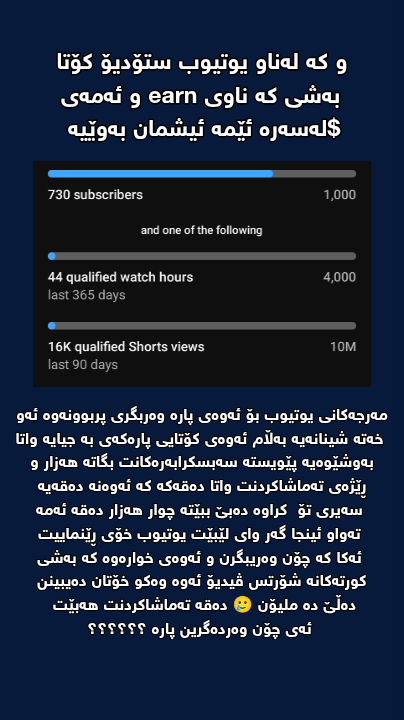 و کە لەناو یوتیوب ستۆدیۆ کۆتا
بەشی کە ناوی earn و ئەمەی
$لەسەرە ئێمە ئیشمان بەوێیە
730 subscribers 1,000
and one of the following
44 qualified watch hours 4,000
last 365 days
16K qualified Shorts views 10M
last 90 days
مەرجەکانی یوتیوب بۆ ئەوەی پارە وەربگری پربوونەوە ئەو
خەتە شینانەیە بەڵام ئەوەی کۆتایی پارەکەی بە جیایە واتا
بەوشێوەیە پێویستە سەبسکرابەرەکانت بگاتە هەزار و
ڕێژەی تەماشاکردنت واتا دەقەکە کە ئەوەنە دەقەیە
سەیری تۆ کراوە دەبێ ببێتە چوار هەزار دەقە ئەمە
تەواو ئینجا گەر وای لێبێت یوتیوب خۆی ڕێنماییت
ئەکا کە چۆن وەریبگرن و ئەوەی خوارەوە کە بەشی
کورتەکانە شۆرتس ڤیدیۆ ئەوە وەکو خۆتان دەیبینن
دەڵێ دە ملیۆن 🥲 دەقە تەماشاکردنت هەبێت
ئەی چۆن وەردەگرین پارە ؟؟؟؟؟؟